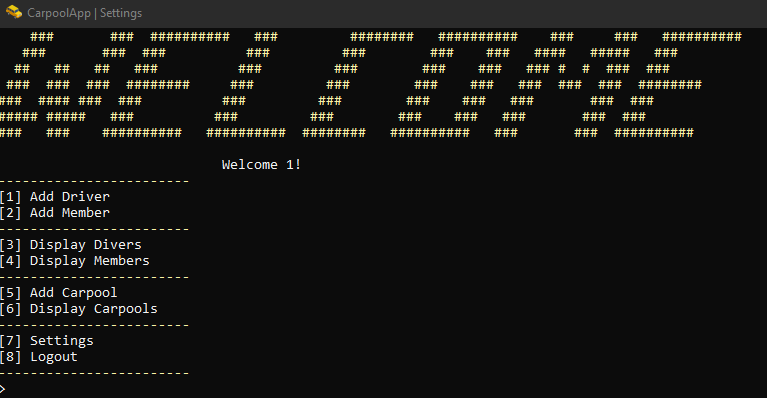 CarpoolApp | Settings
WELCOME
Welcome 1!
[1] Add Driver
[2] Add Member
[3] Display Divers
[4] Display Members
[5] Add Carpool
[6] Display Carpools
[7] Settings
[8] Logout
>